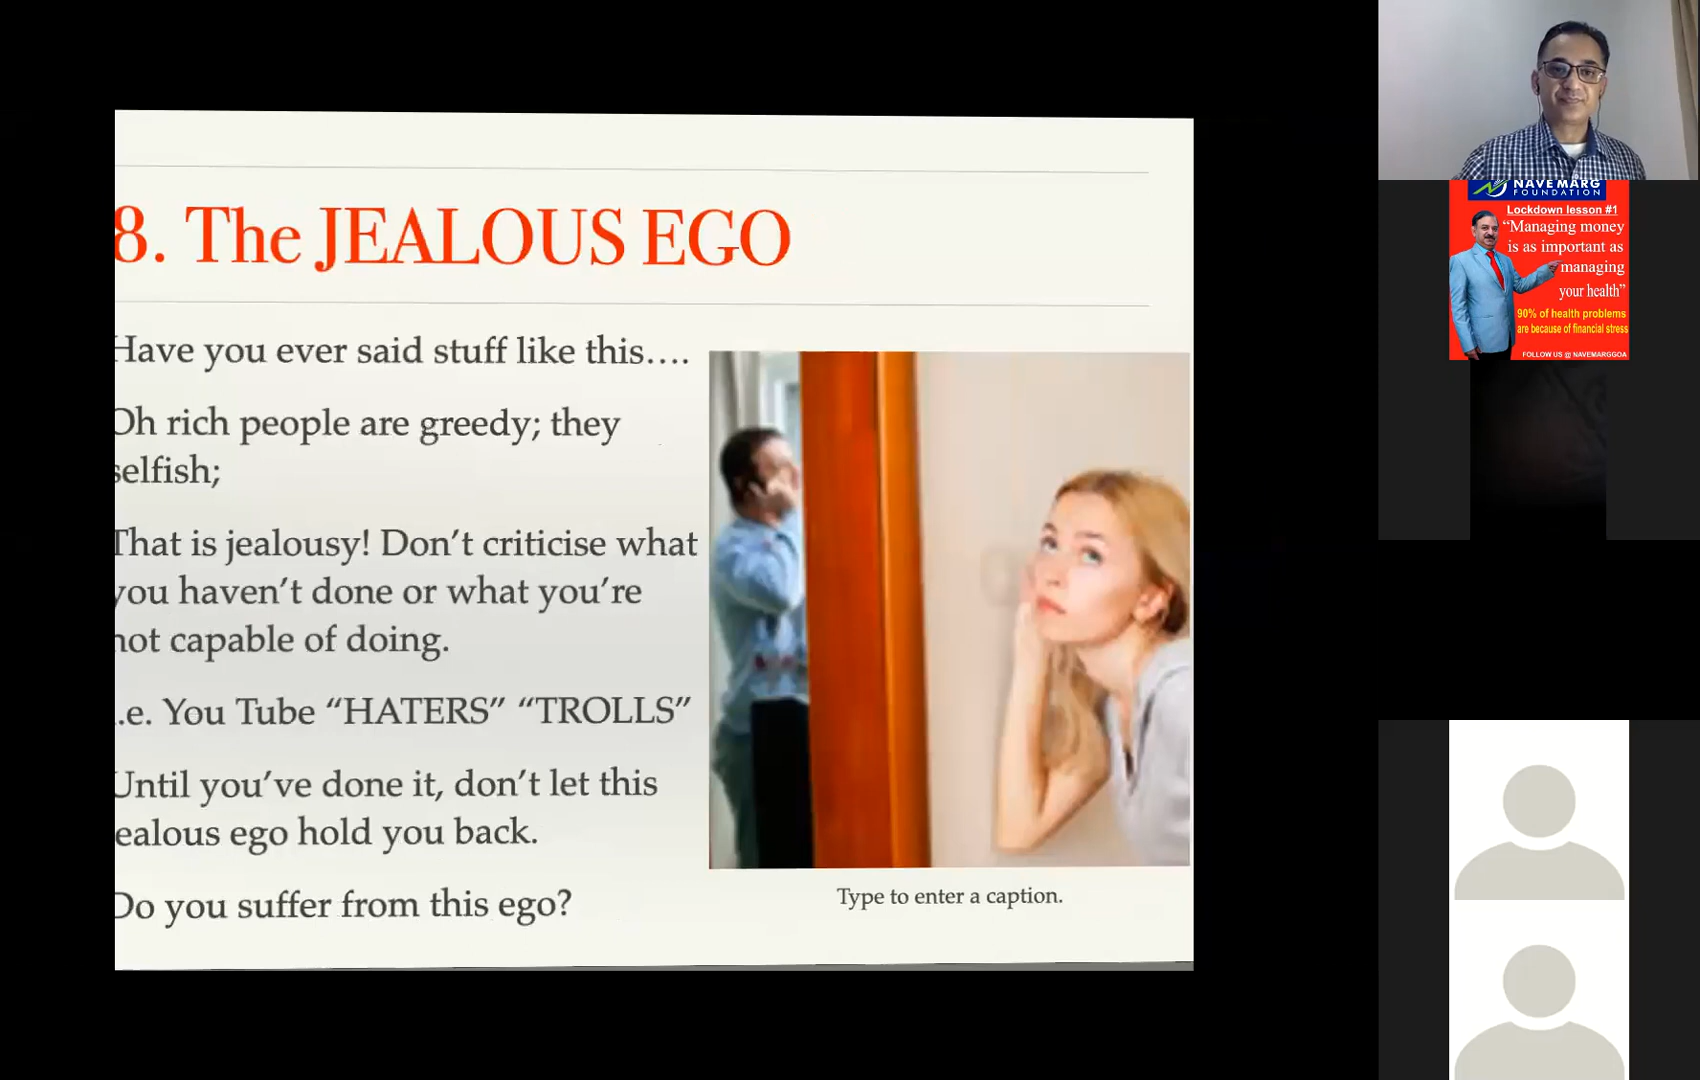 8. The JEALOUS EGO
Have you ever said stuff like this….
Oh rich people are greedy; they
selfish;
That is jealousy! Don’t criticise what
you haven’t done or what you’re
not capable of doing.
.e. You Tube “HATERS” “TROLLS”
Until you’ve done it, don’t let this
ealous ego hold you back.
Do you suffer from this ego?
Type to enter a caption.
NAVE MARG
FOUNDATION
Lockdown lesson #1
“Managing money
is as important as
managing
your health”
90% of health problems
are because of financial stress
FOLLOW US @ NAVEMARGGOA